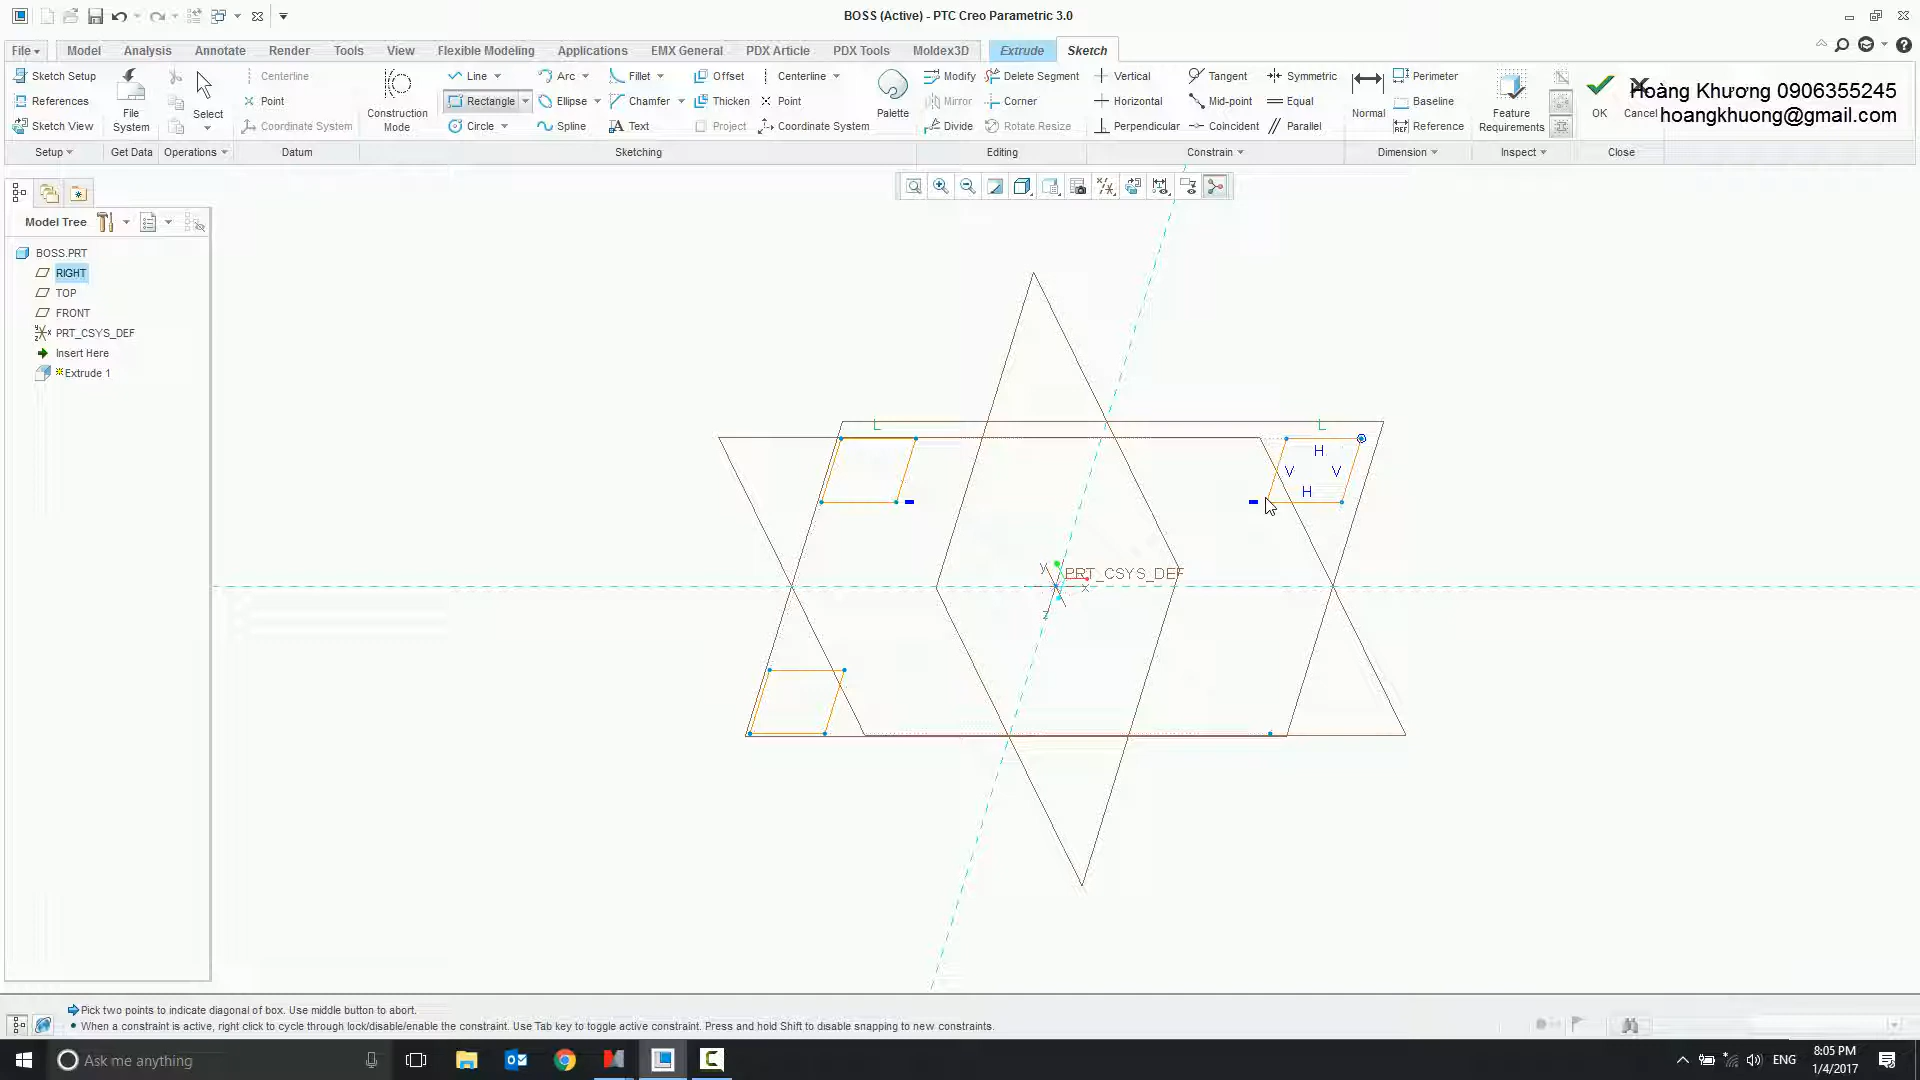 BOSS (Active) - PTC Creo Parametric 3.0
File Model Analysis Annotate Render Tools View Flexible Modeling Applications EMX General PDX Article PDX Tools Moldex3D Extrude Sketch
Sketch Setup
References
Sketch View
File System
Select
Centerline
Point
Coordinate System
Construction Mode
Line
Rectangle
Circle
Arc
Ellipse
Spline
Fillet
Chamfer
Text
Offset
Thicken
Project
Centerline
Point
Coordinate System
Palette
Modify
Mirror
Divide
Delete Segment
Corner
Rotate Resize
Vertical
Horizontal
Perpendicular
Tangent
Mid-point
Coincident
Symmetric
Equal
Parallel
Normal
Perimeter
Baseline
Reference
Feature Requirements
OK
Cancel
Hoàng Khương 0906355245
hoangkhuong@gmail.com
Setup Get Data Operations Datum Sketching Editing Constrain Dimension Inspect Close
Model Tree
BOSS.PRT
RIGHT
TOP
FRONT
PRT_CSYS_DEF
Insert Here
Extrude 1
L
L
H
V V
H
y
PRT_CSYS_DEF
x
z
Pick two points to indicate diagonal of box. Use middle button to abort.
When a constraint is active, right click to cycle through lock/disable/enable the constraint. Use Tab key to toggle active constraint. Press and hold Shift to disable snapping to new constraints.
Ask me anything
ENG
8:05 PM
1/4/2017